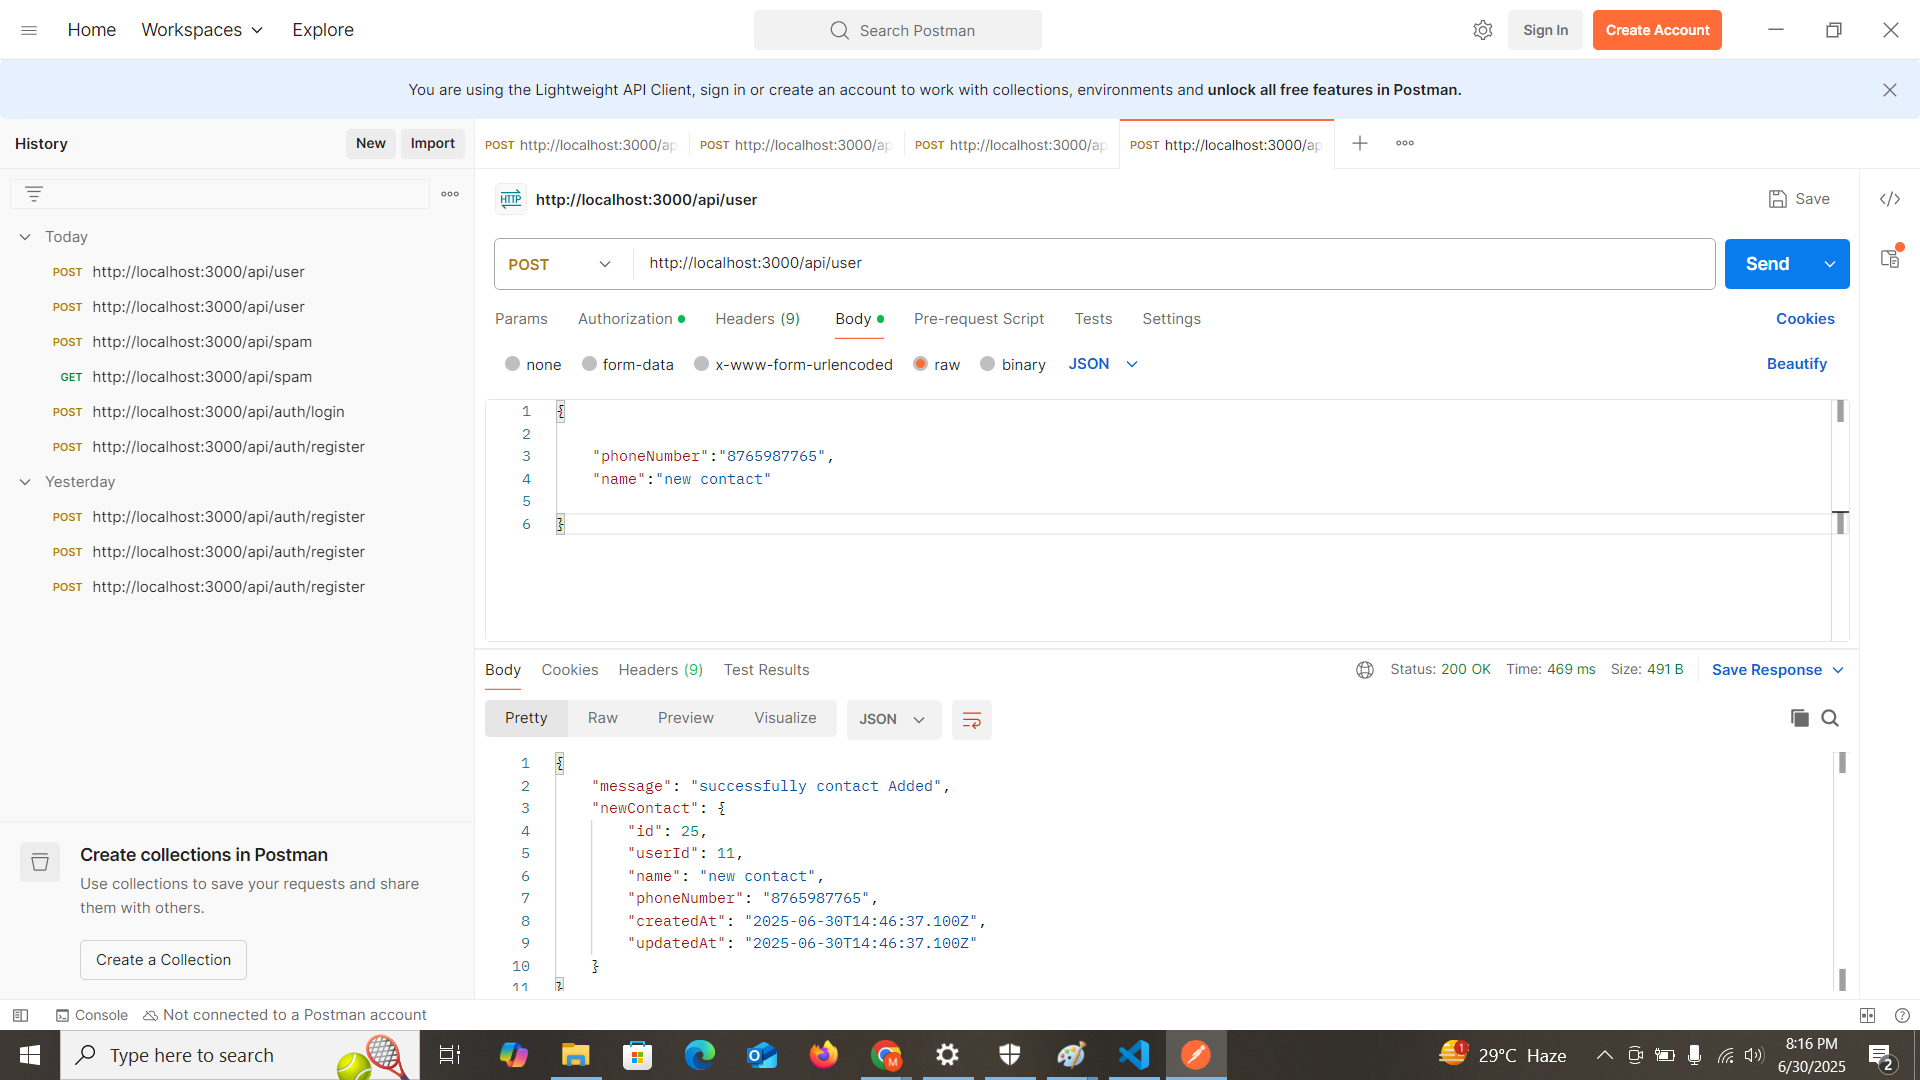 Home Workspaces Explore Search Postman Sign In Create Account
You are using the Lightweight API Client, sign in or create an account to work with collections, environments and unlock all free features in Postman.
History New Import
POST http://localhost:3000/ap POST http://localhost:3000/ap POST http://localhost:3000/ap POST http://localhost:3000/ap
Today
POST http://localhost:3000/api/user
POST http://localhost:3000/api/user
POST http://localhost:3000/api/spam
GET http://localhost:3000/api/spam
POST http://localhost:3000/api/auth/login
POST http://localhost:3000/api/auth/register
Yesterday
POST http://localhost:3000/api/auth/register
POST http://localhost:3000/api/auth/register
POST http://localhost:3000/api/auth/register
Create collections in Postman
Use collections to save your requests and share
them with others.
Create a Collection
HTTP http://localhost:3000/api/user Save
POST http://localhost:3000/api/user Send
Params Authorization Headers (9) Body Pre-request Script Tests Settings Cookies
none form-data x-www-form-urlencoded raw binary JSON Beautify
1 {
2
3 "phoneNumber":"8765987765",
4 "name":"new contact"
5
6 }
Body Cookies Headers (9) Test Results Status: 200 OK Time: 469 ms Size: 491 B Save Response
Pretty Raw Preview Visualize JSON
1 {
2 "message": "successfully contact Added",
3 "newContact": {
4 "id": 25,
5 "userId": 11,
6 "name": "new contact",
7 "phoneNumber": "8765987765",
8 "createdAt": "2025-06-30T14:46:37.100Z",
9 "updatedAt": "2025-06-30T14:46:37.100Z"
10 }
11 }
Console Not connected to a Postman account
Type here to search M 1 29°C Haze 8:16 PM
6/30/2025 2